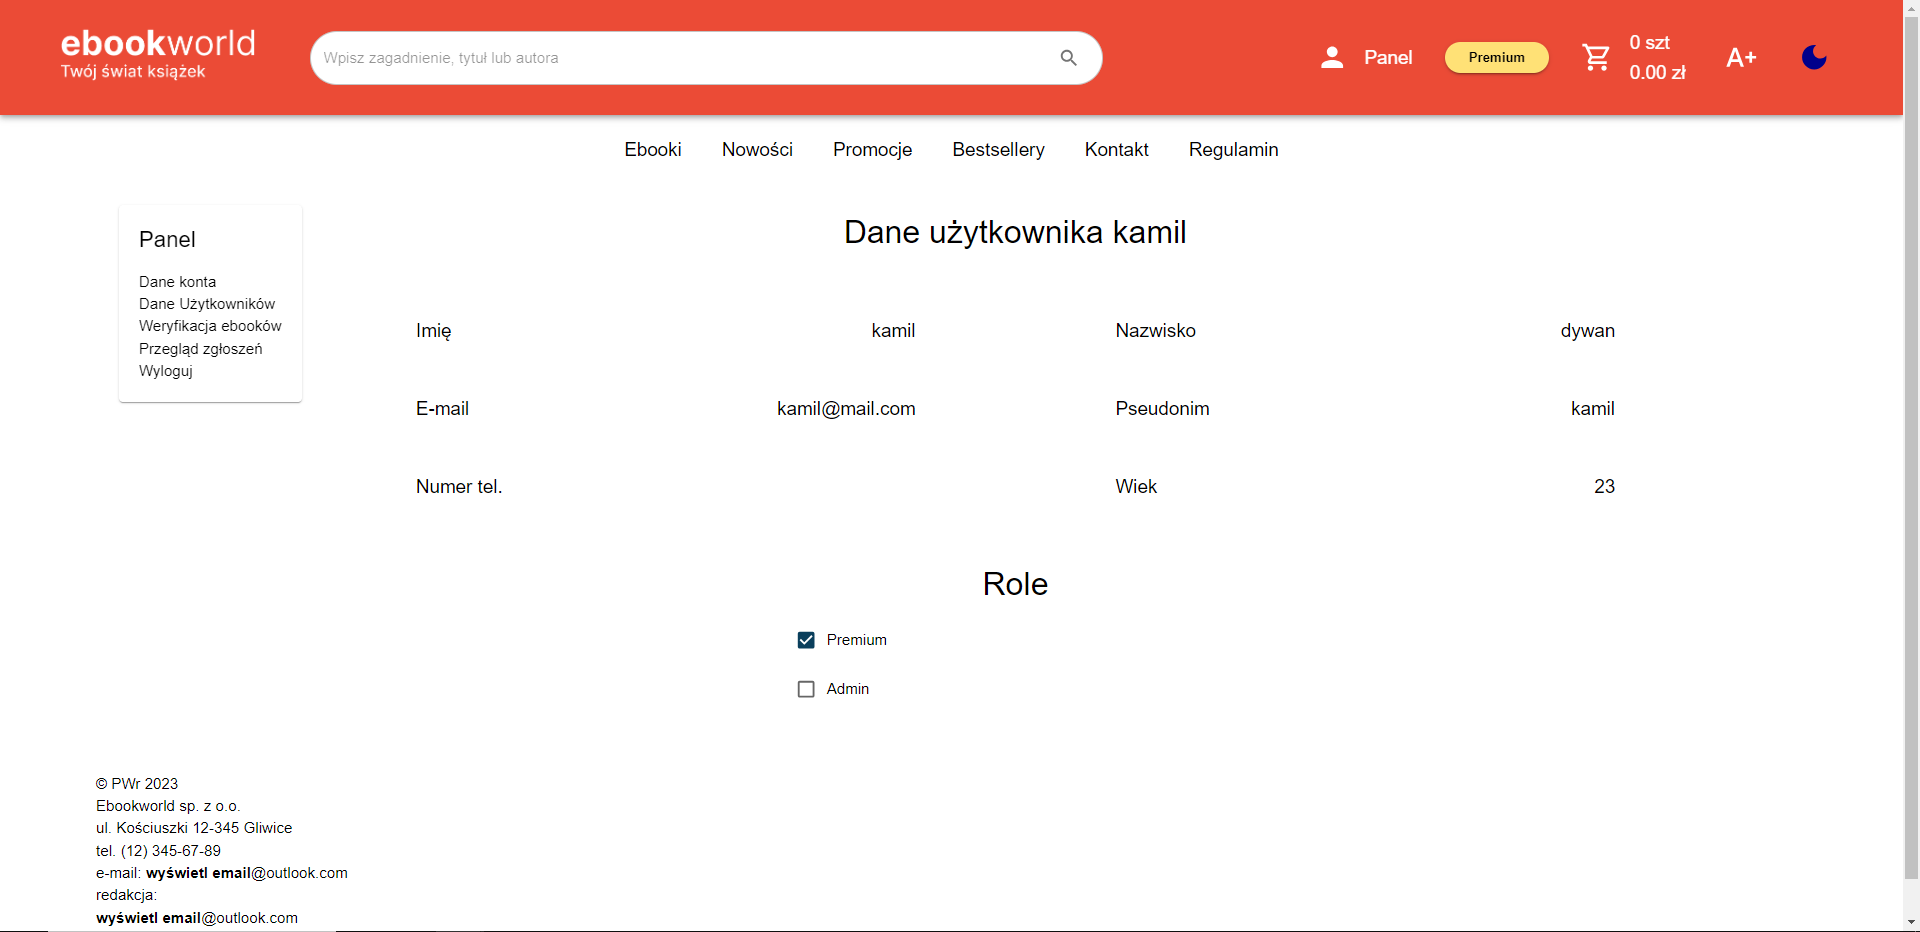 ebookworld
Twój świat książek
Wpisz zagadnienie, tytuł lub autora
Panel
Premium
0 szt
0.00 zł
A+
Ebooki Nowości Promocje Bestsellery Kontakt Regulamin
Panel
Dane konta
Dane Użytkowników
Weryfikacja ebooków
Przegląd zgłoszeń
Wyloguj
Dane użytkownika kamil
Imię kamil Nazwisko dywan
E-mail kamil@mail.com Pseudonim kamil
Numer tel. Wiek 23
Role
Premium
Admin
© PWr 2023
Ebookworld sp. z o.o.
ul. Kościuszki 12-345 Gliwice
tel. (12) 345-67-89
e-mail: wyświetl email@outlook.com
redakcja:
wyświetl email@outlook.com